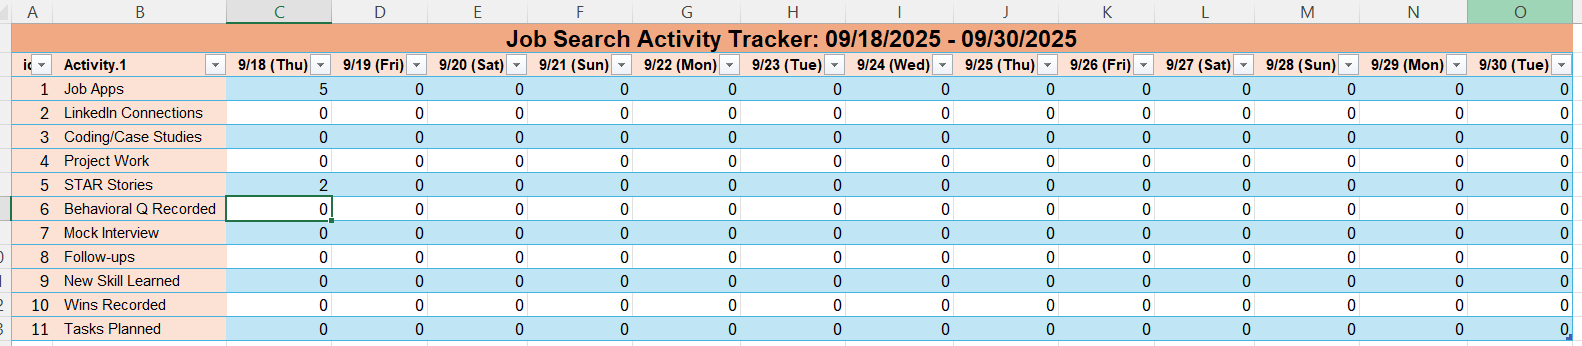 A B C D E F G H I J K L M N O
Job Search Activity Tracker: 09/18/2025 - 09/30/2025
Activity.1 9/18 (Thu) 9/19 (Fri) 9/20 (Sat) 9/21 (Sun) 9/22 (Mon) 9/23 (Tue) 9/24 (Wed) 9/25 (Thu) 9/26 (Fri) 9/27 (Sat) 9/28 (Sun) 9/29 (Mon) 9/30 (Tue)
1 Job Apps 5 0 0 0 0 0 0 0 0 0 0 0 0
2 LinkedIn Connections 0 0 0 0 0 0 0 0 0 0 0 0 0
3 Coding/Case Studies 0 0 0 0 0 0 0 0 0 0 0 0 0
4 Project Work 0 0 0 0 0 0 0 0 0 0 0 0 0
5 STAR Stories 2 0 0 0 0 0 0 0 0 0 0 0 0
6 Behavioral Q Recorded 0 0 0 0 0 0 0 0 0 0 0 0 0
7 Mock Interview 0 0 0 0 0 0 0 0 0 0 0 0 0
8 Follow-ups 0 0 0 0 0 0 0 0 0 0 0 0 0
9 New Skill Learned 0 0 0 0 0 0 0 0 0 0 0 0 0
10 Wins Recorded 0 0 0 0 0 0 0 0 0 0 0 0 0
11 Tasks Planned 0 0 0 0 0 0 0 0 0 0 0 0 0